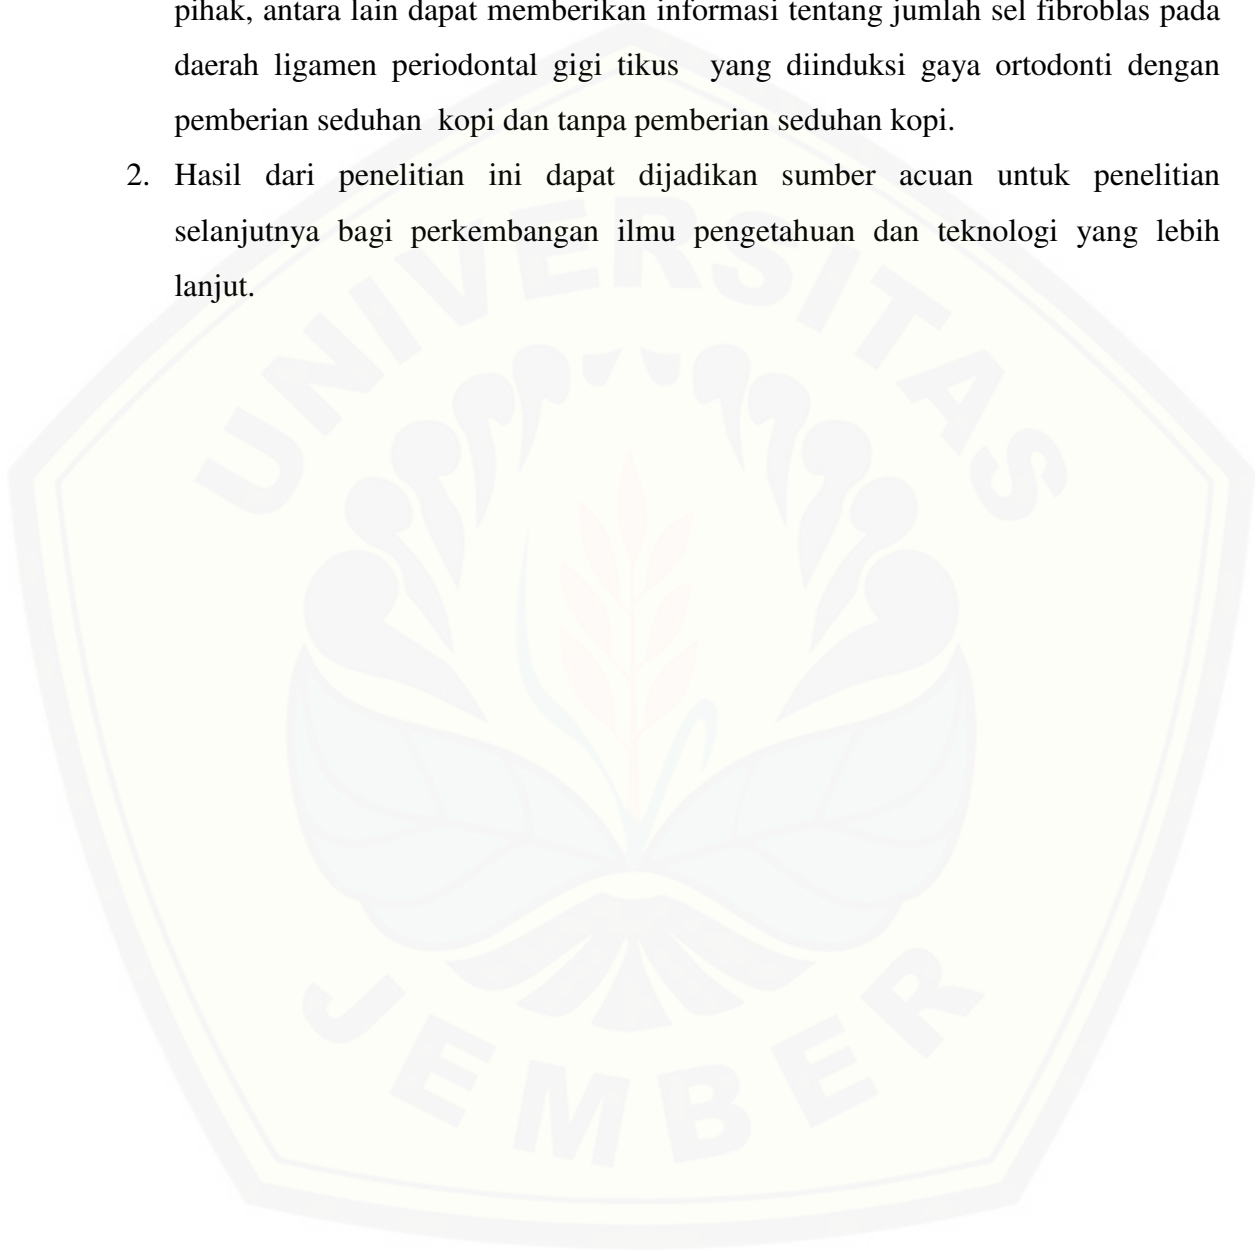 pihak, antara lain dapat memberikan informasi tentang jumlah sel fibroblas pada
daerah ligamen periodontal gigi tikus yang diinduksi gaya ortodonti dengan
pemberian seduhan kopi dan tanpa pemberian seduhan kopi.
2. Hasil dari penelitian ini dapat dijadikan sumber acuan untuk penelitian
selanjutnya bagi perkembangan ilmu pengetahuan dan teknologi yang lebih
lanjut.
UNIVERSITAS
JEMBER